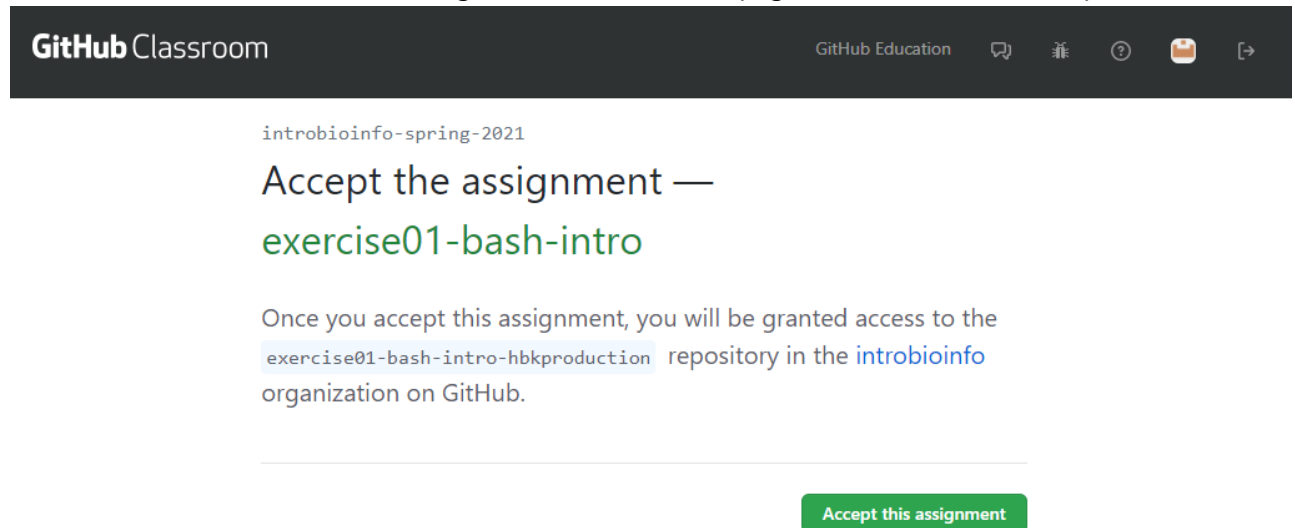 GitHub Classroom
GitHub Education
introbioinfo-spring-2021
Accept the assignment —
exercise01-bash-intro
Once you accept this assignment, you will be granted access to the
exercise01-bash-intro-hbkproduction repository in the introbioinfo
organization on GitHub.
Accept this assignment